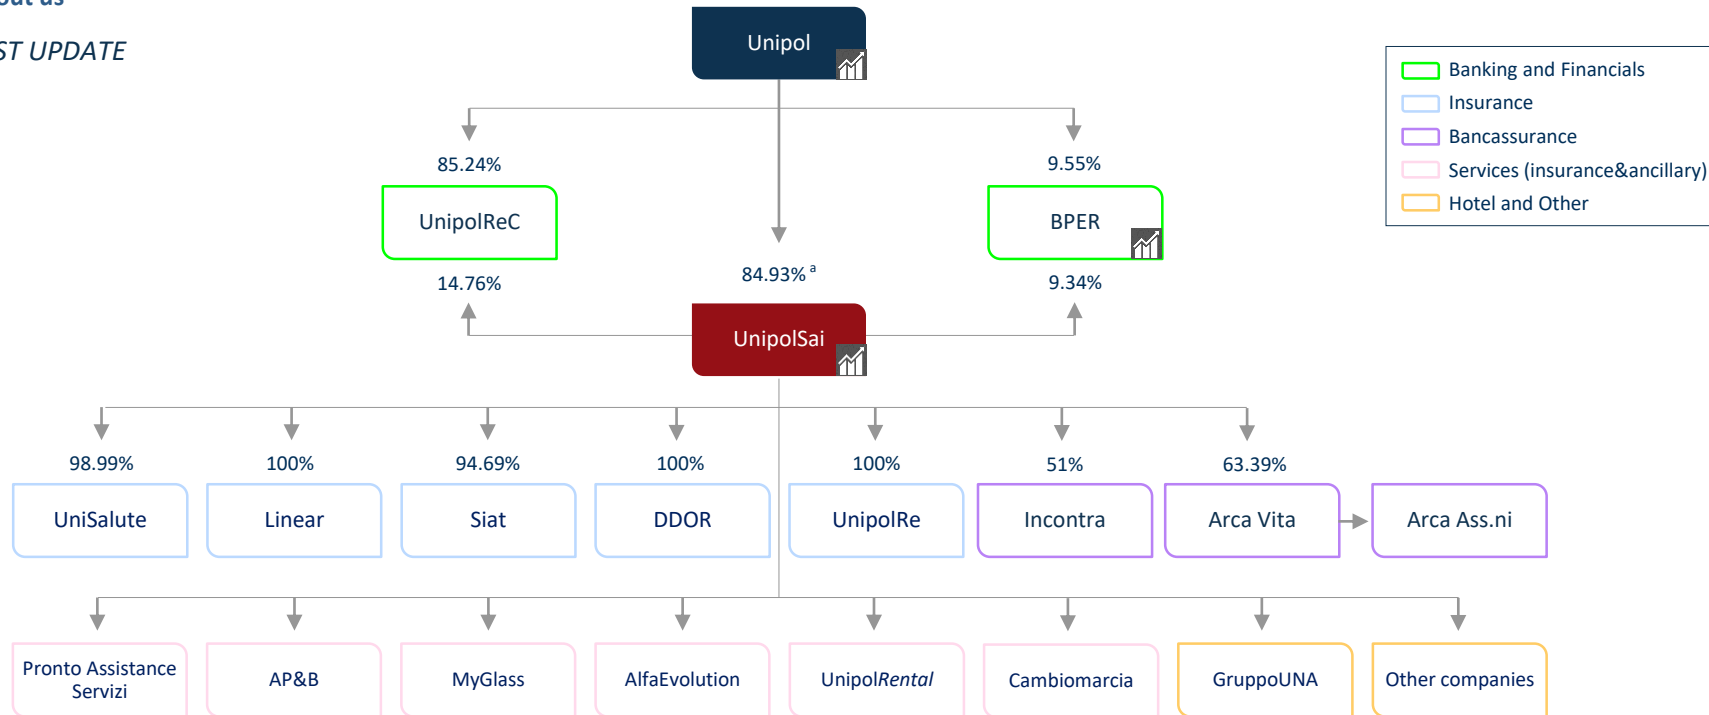 out us
ST UPDATE
Unipol
Banking and Financials
Insurance
Bancassurance
Services (insurance&ancillary)
Hotel and Other
85.24%
9.55%
UnipolReC
BPER
14.76%
84.93% a
9.34%
UnipolSai
98.99%
100%
94.69%
100%
100%
51%
63.39%
UniSalute
Linear
Siat
DDOR
UnipolRe
Incontra
Arca Vita
Arca Ass.ni
Pronto Assistance
Servizi
AP&B
MyGlass
AlfaEvolution
UnipolRental
Cambiomarcia
GruppoUNA
Other companies